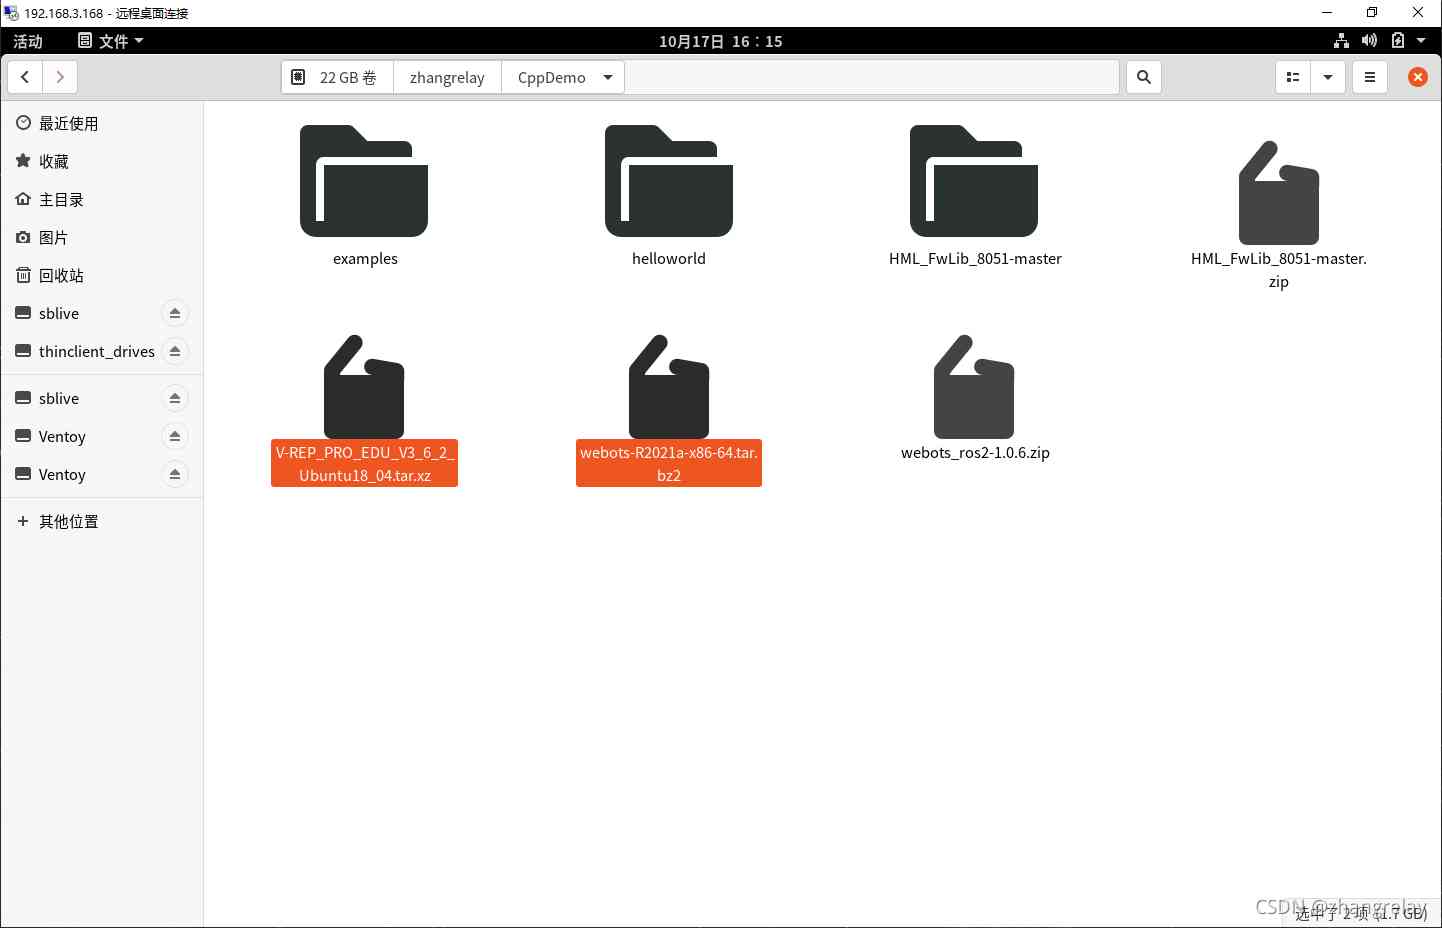 192.168.3.168 - 远程桌面连接
活动 文件 10月17日 16：15
22 GB 卷 zhangrelay CppDemo
最近使用
收藏
主目录
图片
回收站
sblive
thinclient_drives
sblive
Ventoy
Ventoy
其他位置
examples
helloworld
HML_FwLib_8051-master
HML_FwLib_8051-master.
zip
V-REP_PRO_EDU_V3_6_2_
Ubuntu18_04.tar.xz
webots-R2021a-x86-64.tar.
bz2
webots_ros2-1.0.6.zip
CSDN @zhangrelay
选中了 2 项 (1.7 GB)